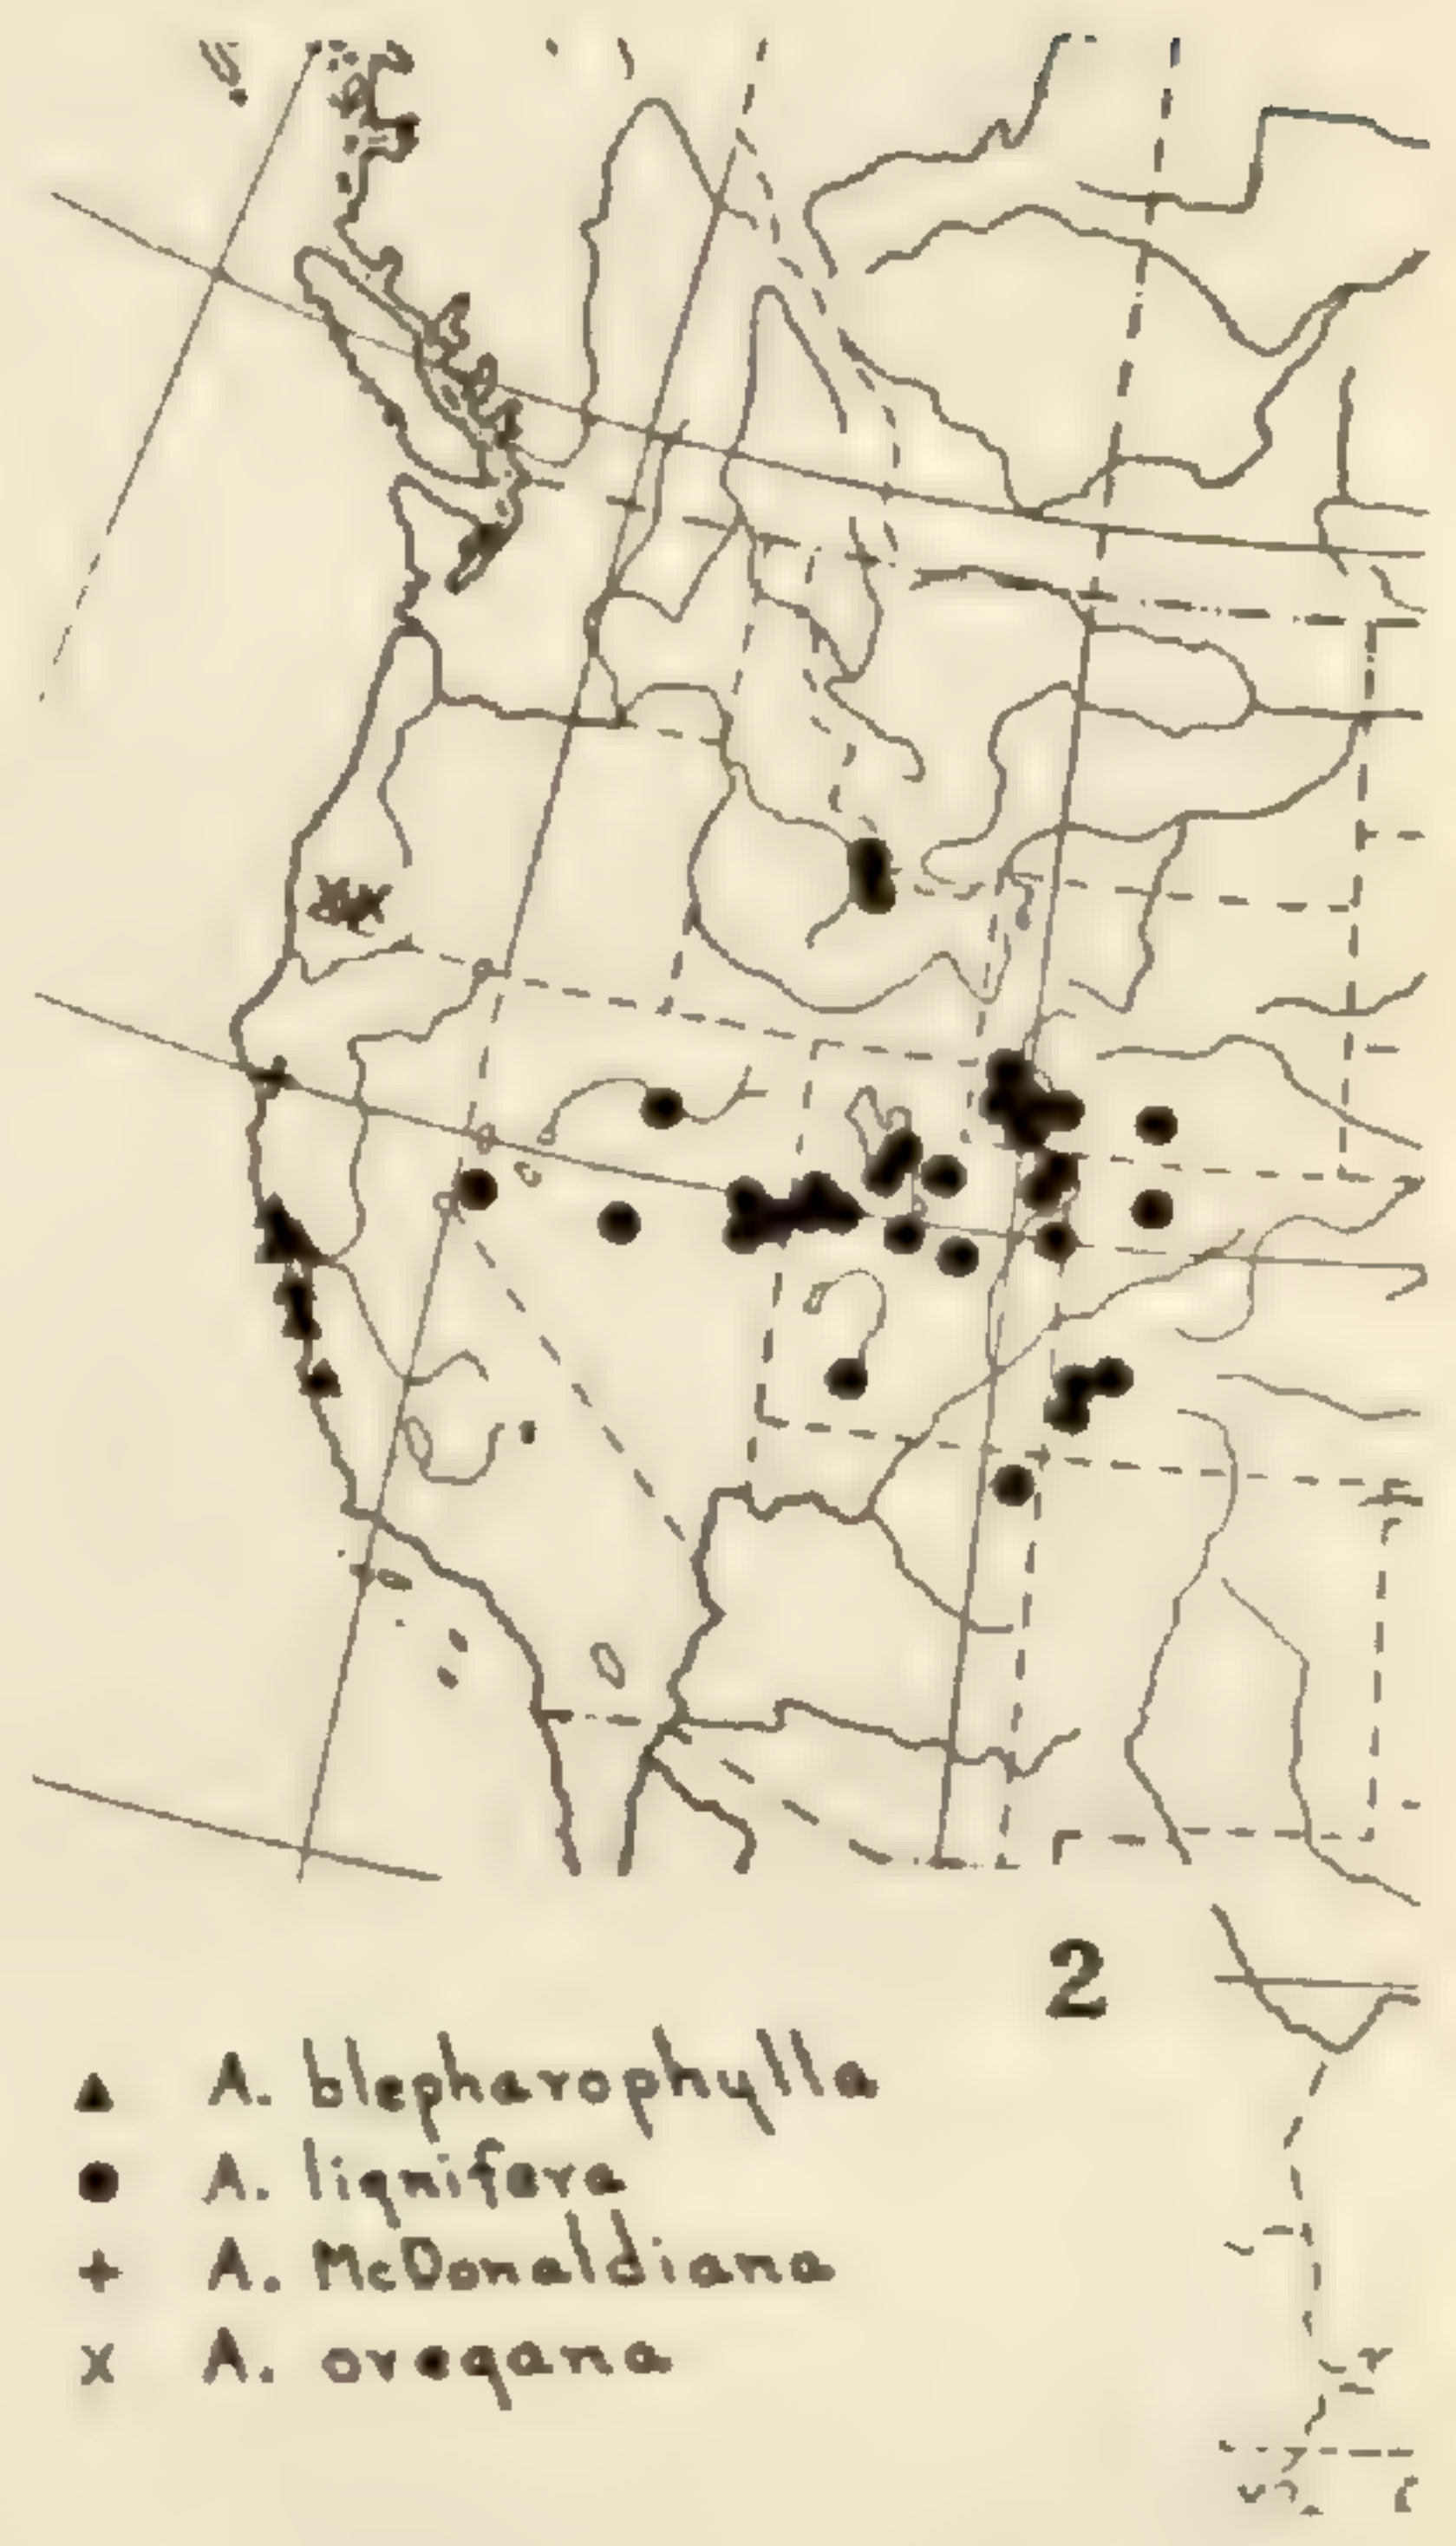 2
▲ A. blepharophylla
● A. lignifera
+ A. McDonaldiana
x A. oregana